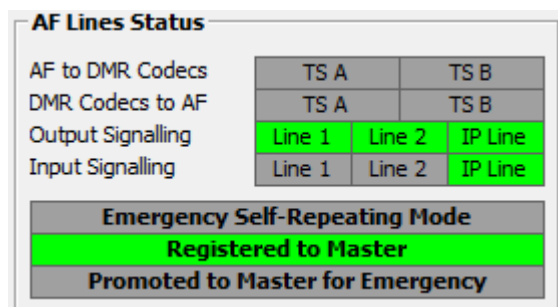 AF Lines Status
AF to DMR Codecs TS A TS B
DMR Codecs to AF TS A TS B
Output Signalling Line 1 Line 2 IP Line
Input Signalling Line 1 Line 2 IP Line
Emergency Self-Repeating Mode
Registered to Master
Promoted to Master for Emergency